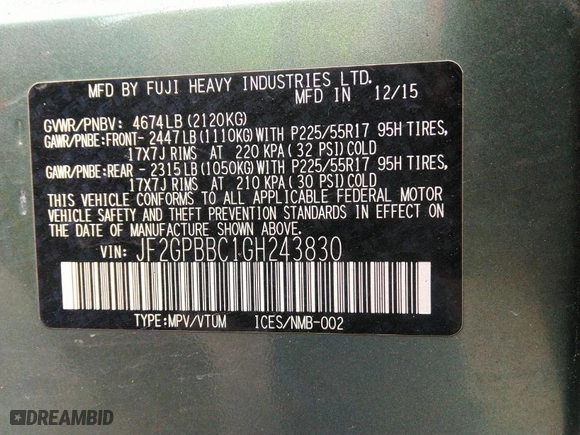 MFD BY FUJI HEAVY INDUSTRIES LTD.
MFD IN 12/15
GVWR/PNBV: 4674LB(2120KG)
GAWR/PNBE:FRONT- 2447LB(1110KG)WITH P225/55R17 95H TIRES,
17X7J RIMS AT 220 KPA( 32 PSI)COLD
GAWR/PNBE:REAR - 2315LB(1050KG)WITH P225/55R17 95H TIRES,
17X7J RIMS AT 210 KPA( 30 PSI)COLD
THIS VEHICLE CONFORMS TO ALL APPLICABLE FEDERAL MOTOR
VEHICLE SAFETY AND THEFT PREVENTION STANDARDS IN EFFECT ON
THE DATE OF MANUFACTURE SHOWN ABOVE.
VIN: JF2GPBBC1GH243830
TYPE:MPV/VTUM ICES/NMB-002
DREAMBID